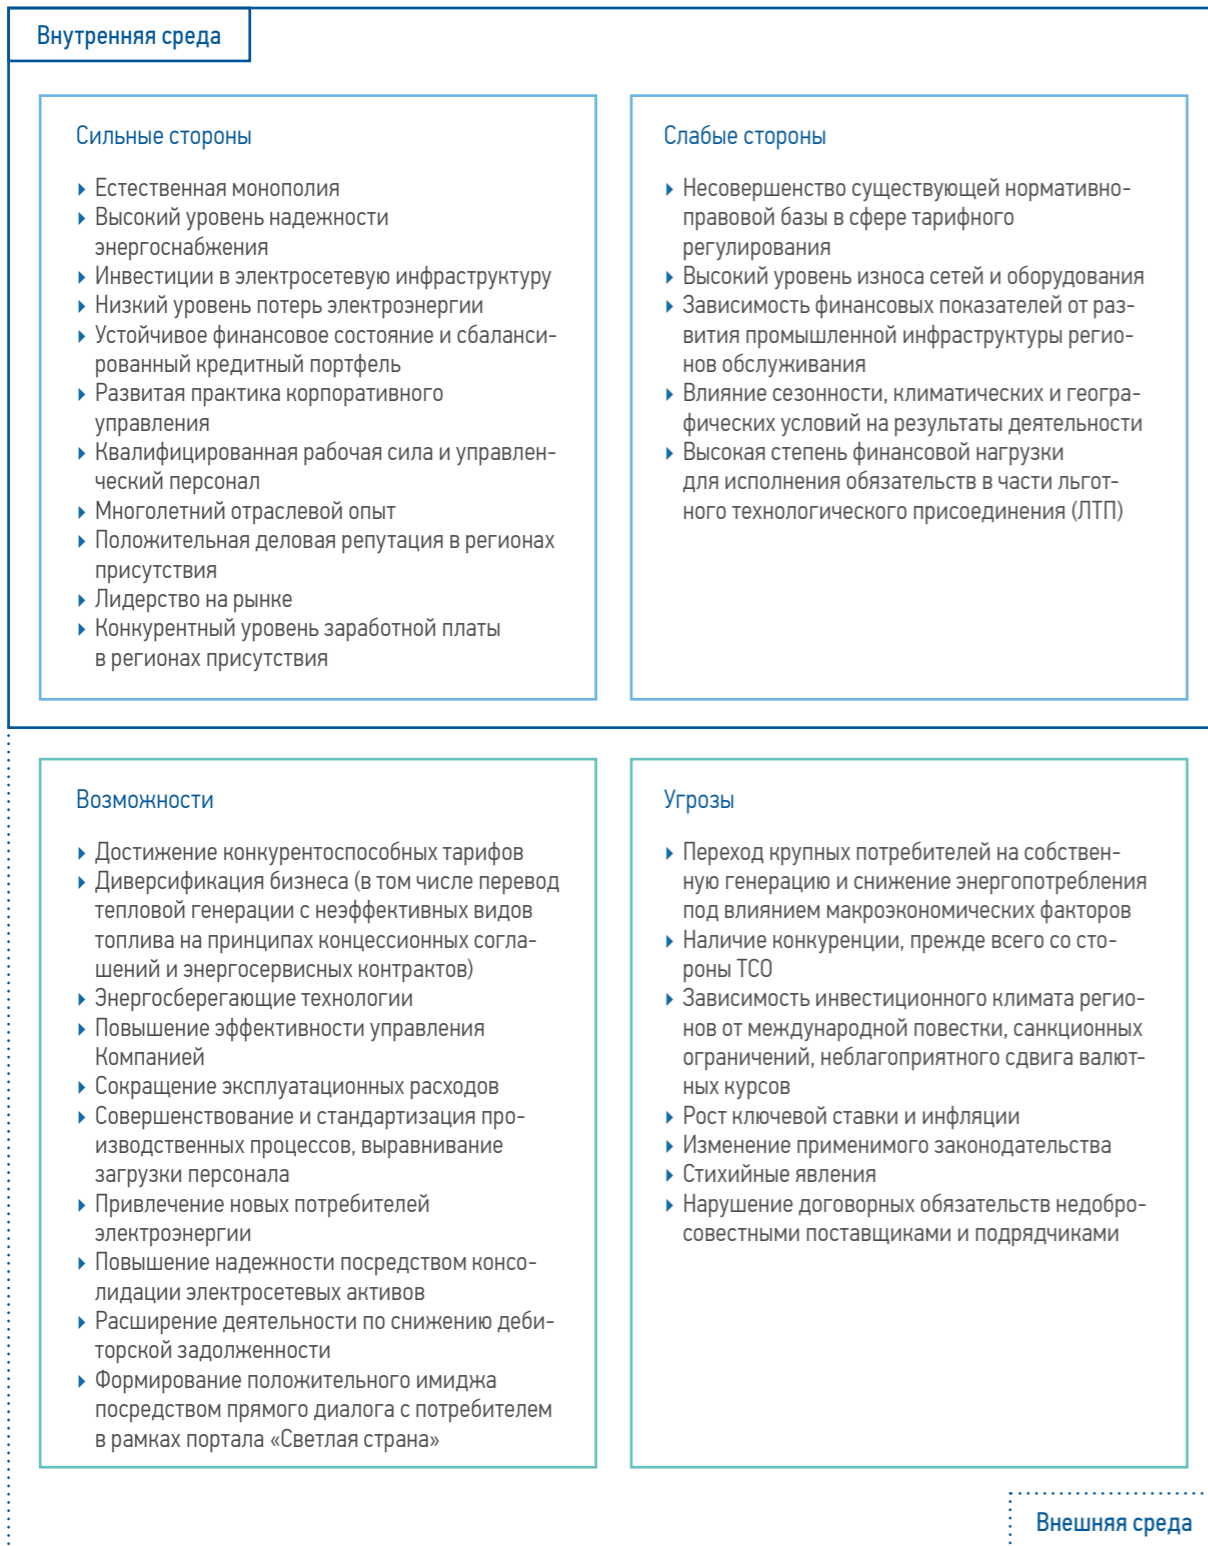 Внутренняя среда
Сильные стороны
Естественная монополия
Высокий уровень надежности
энергоснабжения
Инвестиции в электросетевую инфраструктуру
Низкий уровень потерь электроэнергии
Устойчивое финансовое состояние и сбаланси-
рованный кредитный портфель
Развитая практика корпоративного
управления
Квалифицированная рабочая сила и управлен-
ческий персонал
Многолетний отраслевой опыт
Положительная деловая репутация в регионах
присутствия
Лидерство на рынке
Конкурентный уровень заработной платы
в регионах присутствия
Слабые стороны
Несовершенство существующей нормативно-
правовой базы в сфере тарифного
регулирования
Высокий уровень износа сетей и оборудования
Зависимость финансовых показателей от раз-
вития промышленной инфраструктуры регио-
нов обслуживания
Влияние сезонности, климатических и геогра-
фических условий на результаты деятельности
Высокая степень финансовой нагрузки
для исполнения обязательств в части льгот-
ного технологического присоединения (ЛТП)
Возможности
Достижение конкурентоспособных тарифов
Диверсификация бизнеса (в том числе перевод
тепловой генерации с неэффективных видов
топлива на принципах концессионных согла-
шений и энергосервисных контрактов)
Энергосберегающие технологии
Повышение эффективности управления
Компанией
Сокращение эксплуатационных расходов
Совершенствование и стандартизация про-
изводственных процессов, выравнивание
загрузки персонала
Привлечение новых потребителей
электроэнергии
Повышение надежности посредством консо-
лидации электросетевых активов
Расширение деятельности по снижению деби-
торской задолженности
Формирование положительного имиджа
посредством прямого диалога с потребителем
в рамках портала «Светлая страна»
Угрозы
Переход крупных потребителей на собствен-
ную генерацию и снижение энергопотребления
под влиянием макроэкономических факторов
Наличие конкуренции, прежде всего со сто-
роны ТСО
Зависимость инвестиционного климата регио-
нов от международной повестки, санкционных
ограничений, неблагоприятного сдвига валют-
ных курсов
Рост ключевой ставки и инфляции
Изменение применимого законодательства
Стихийные явления
Нарушение договорных обязательств недобро-
совестными поставщиками и подрядчиками
Внешняя среда